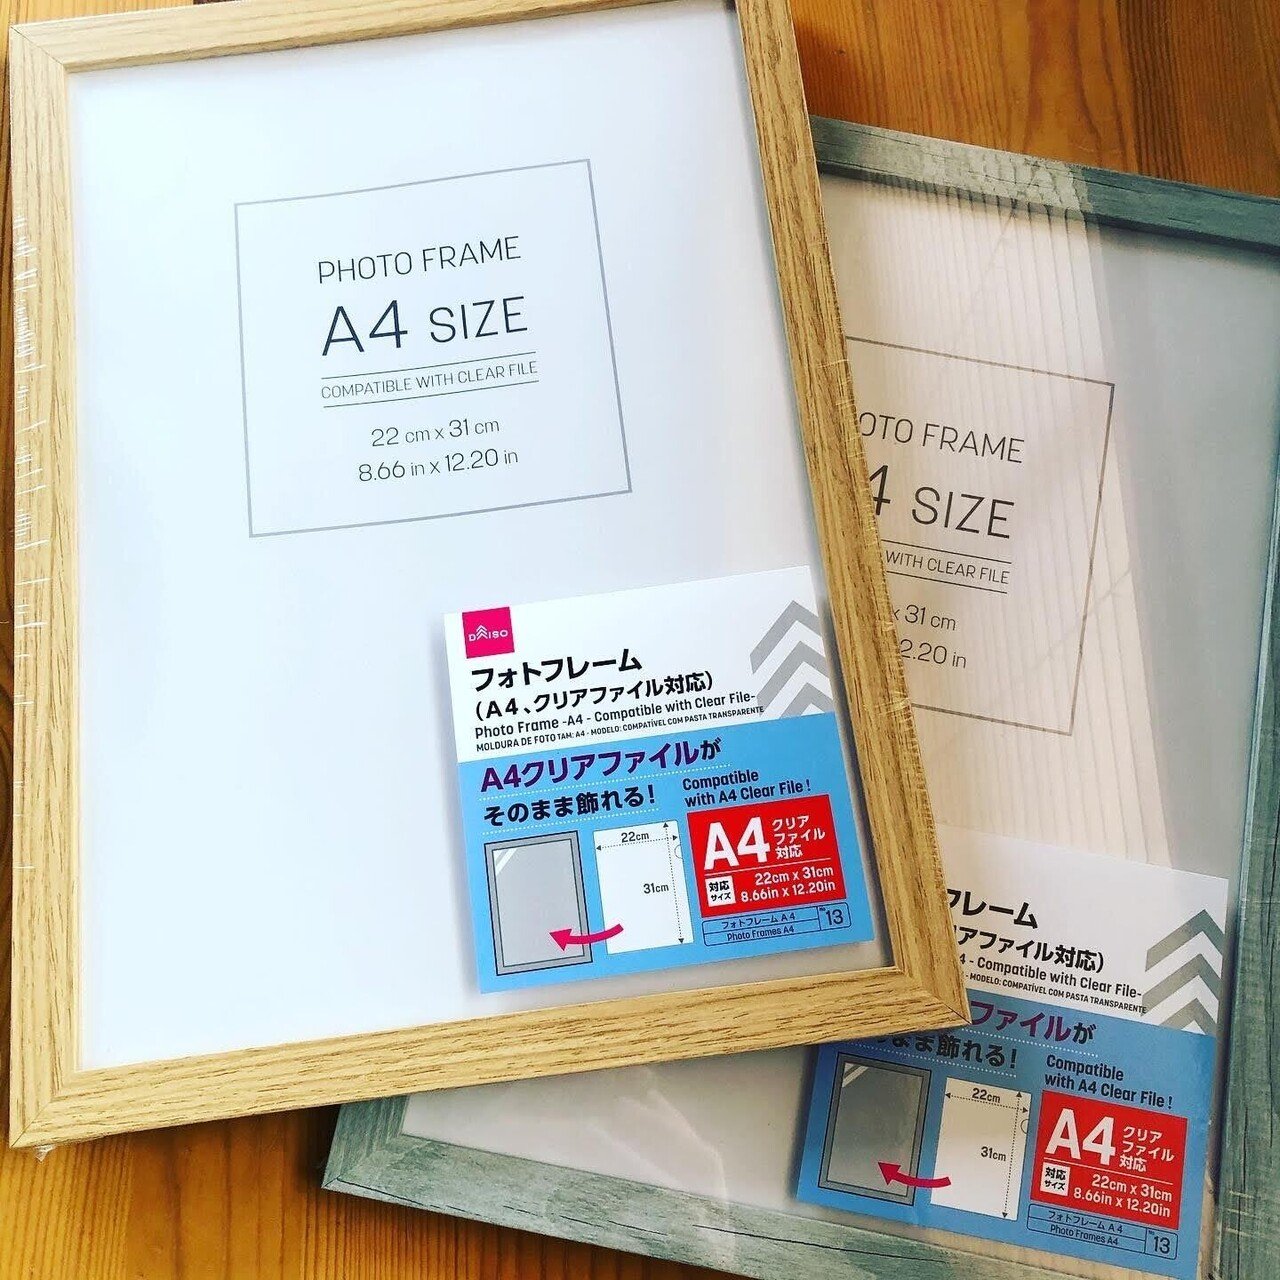 PHOTO FRAME
A4 SIZE
COMPATIBLE WITH CLEAR FILE
22 cm x 31 cm
8.66 in x 12.20 in
DAISO
フォトフレーム
(A4、クリアファイル対応)
Photo Frame -A4 - Compatible with Clear File-
MOLDURA DE FOTO TAM: A4 - MODELO: COMPATÍVEL COM PASTA TRANSPARENTE
A4クリアファイルが
そのまま飾れる!
Compatible
with A4 Clear File !
22cm
31cm
A4
クリア
ファイル
対応
対応
サイズ
22cm x 31cm
8.66in x 12.20in
フォトフレーム A4
Photo Frames A4
No 13
OTO FRAME
4 SIZE
WITH CLEAR FILE
x 31 cm
2.20 in
フレーム
アファイル対応)
4 - Compatible with Clear File-
- MODELO: COMPATÍVEL COM PASTA TRANSPARENTE
ファイルが
まま飾れる!
Compatible
with A4 Clear File !
22cm
31cm
A4
クリア
ファイル
対応
対応
サイズ
22cm x 31cm
8.66in x 12.20in
フォトフレーム A4
Photo Frames A4
No 13